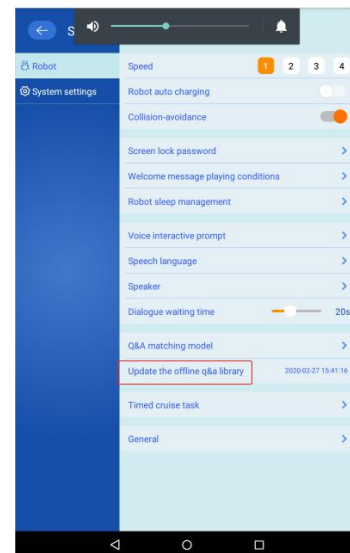 S
Robot
System settings
Speed 1 2 3 4
Robot auto charging
Collision-avoidance
Screen lock password
Welcome message playing conditions
Robot sleep management
Voice interactive prompt
Speech language
Speaker
Dialogue waiting time 20s
Q&A matching model
Update the offline q&a library 2020-02-27 15:41:16
Timed cruise task
General